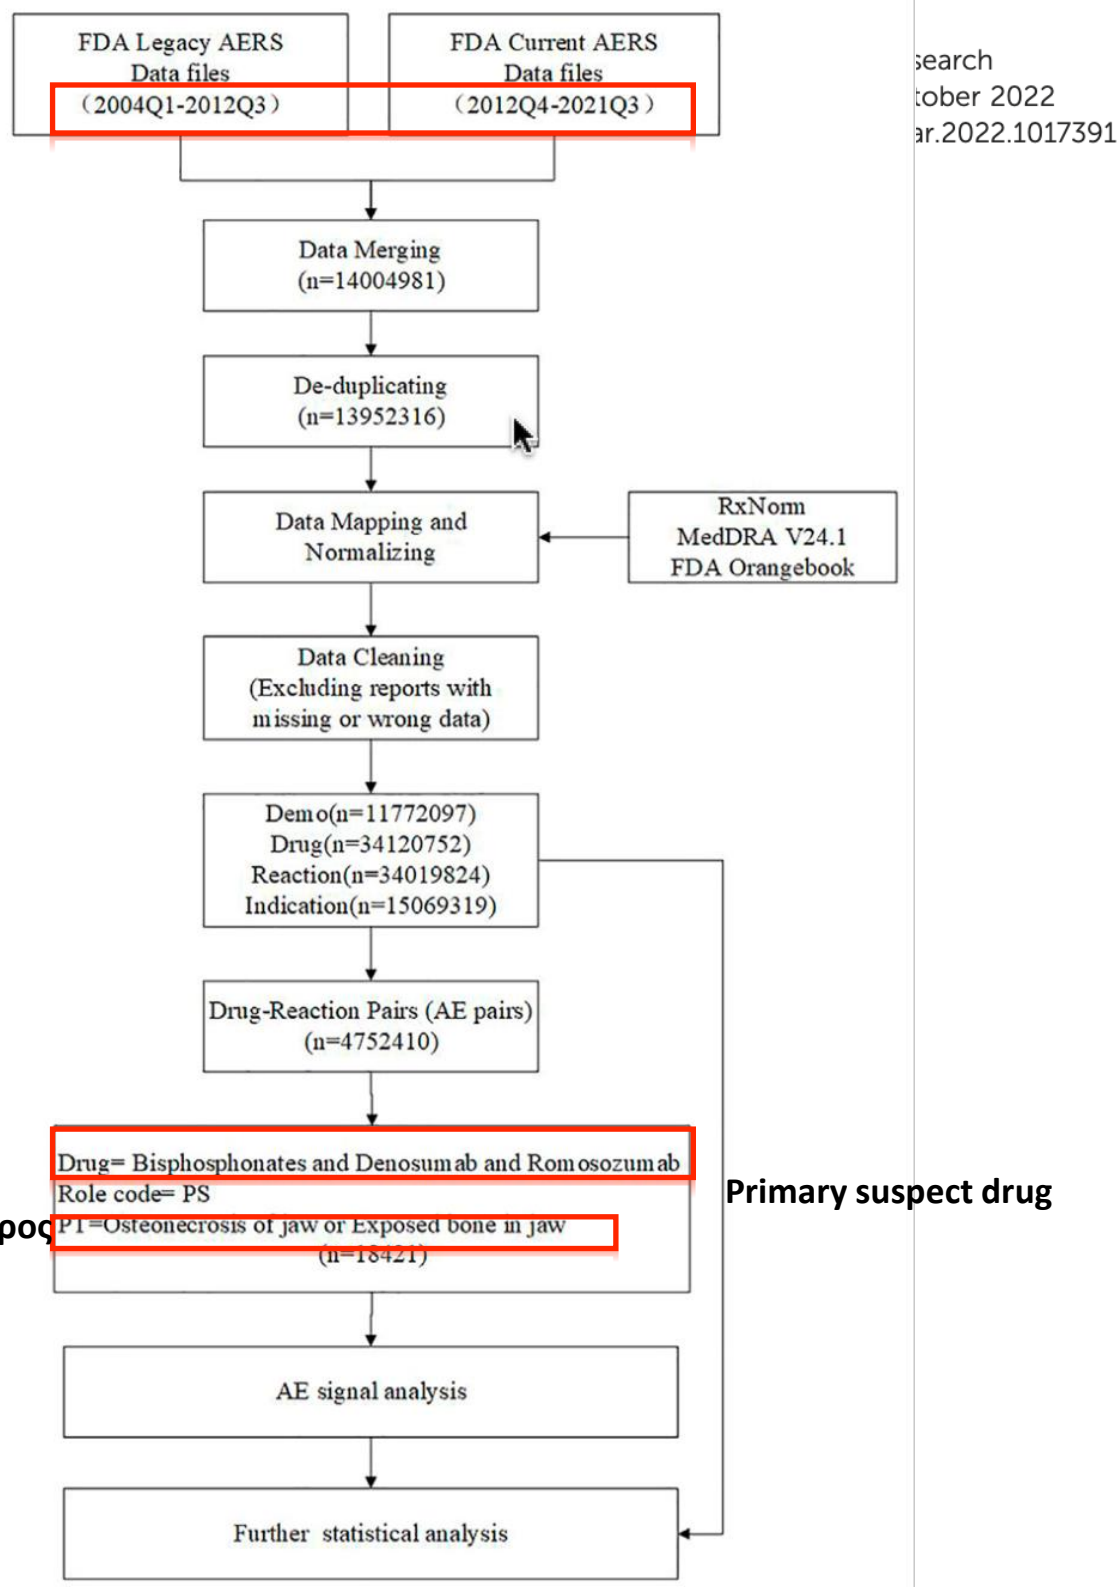 FDA Legacy AERS
Data files
(2004Q1-2012Q3)
FDA Current AERS
Data files
(2012Q4-2021Q3)
search
tober 2022
ar.2022.1017391
Data Merging
(n=14004981)
De-duplicating
(n=13952316)
Data Mapping and
Normalizing
RxNorm
MedDRA V24.1
FDA Orangebook
Data Cleaning
(Excluding reports with
missing or wrong data)
Demo(n=11772097)
Drug(n=34120752)
Reaction(n=34019824)
Indication(n=15069319)
Drug-Reaction Pairs (AE pairs)
(n=4752410)
Drug= Bisphosphonates and Denosumab and Romosozumab
Role code= PS
Primary suspect drug
ρος
PT=Osteonecrosis of jaw or Exposed bone in jaw
(n=18421)
AE signal analysis
Further statistical analysis